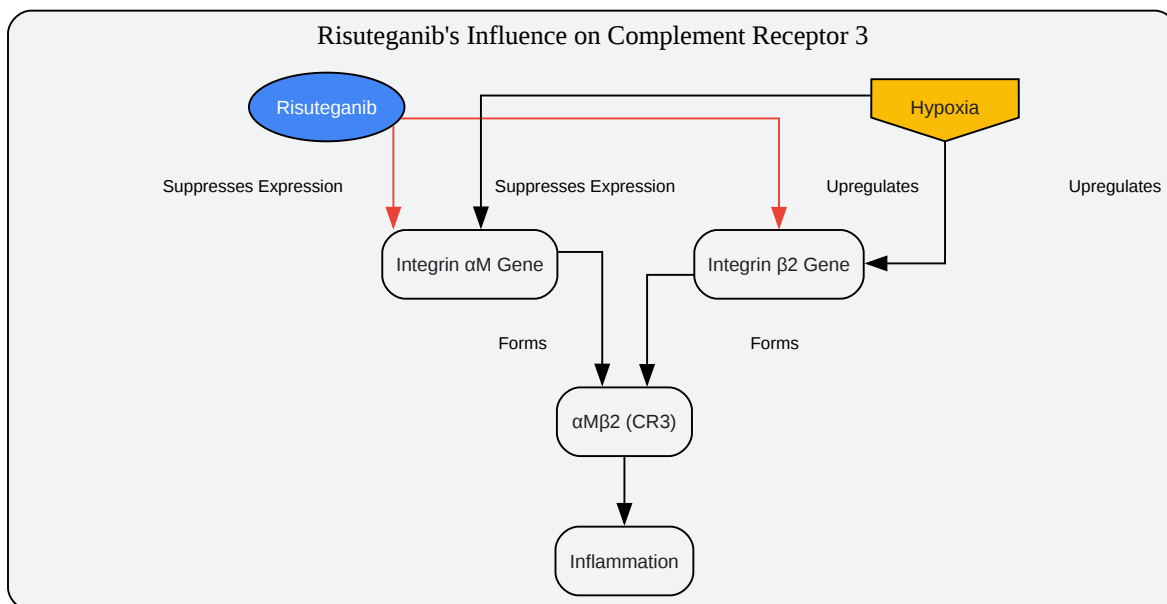 Risuteganib's Influence on Complement Receptor 3
Risuteganib
Hypoxia
Suppresses Expression
Suppresses Expression
Upregulates
Upregulates
Integrin αM Gene
Integrin β2 Gene
Forms
Forms
αMβ2 (CR3)
Inflammation